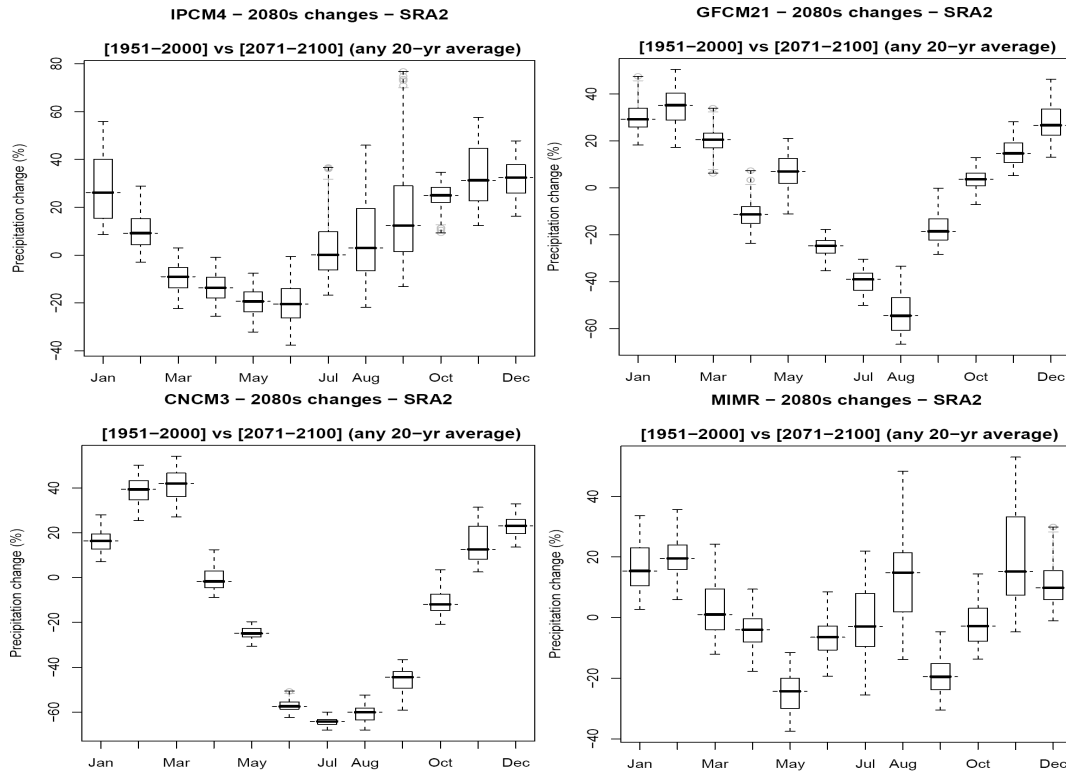 IPCM4 – 2080s changes – SRA2
[1951–2000] vs [2071–2100] (any 20–yr average)
Precipitation change (%)
80
60
40
20
0
−20
−40
Jan Mar May Jul Aug Oct Dec
GFCM21 – 2080s changes – SRA2
[1951–2000] vs [2071–2100] (any 20–yr average)
Precipitation change (%)
40
20
0
−20
−40
−60
Jan Mar May Jul Aug Oct Dec
CNCM3 – 2080s changes – SRA2
[1951–2000] vs [2071–2100] (any 20–yr average)
Precipitation change (%)
40
20
0
−20
−40
−60
Jan Mar May Jul Aug Oct Dec
MIMR – 2080s changes – SRA2
[1951–2000] vs [2071–2100] (any 20–yr average)
Precipitation change (%)
40
20
0
−20
−40
Jan Mar May Jul Aug Oct Dec